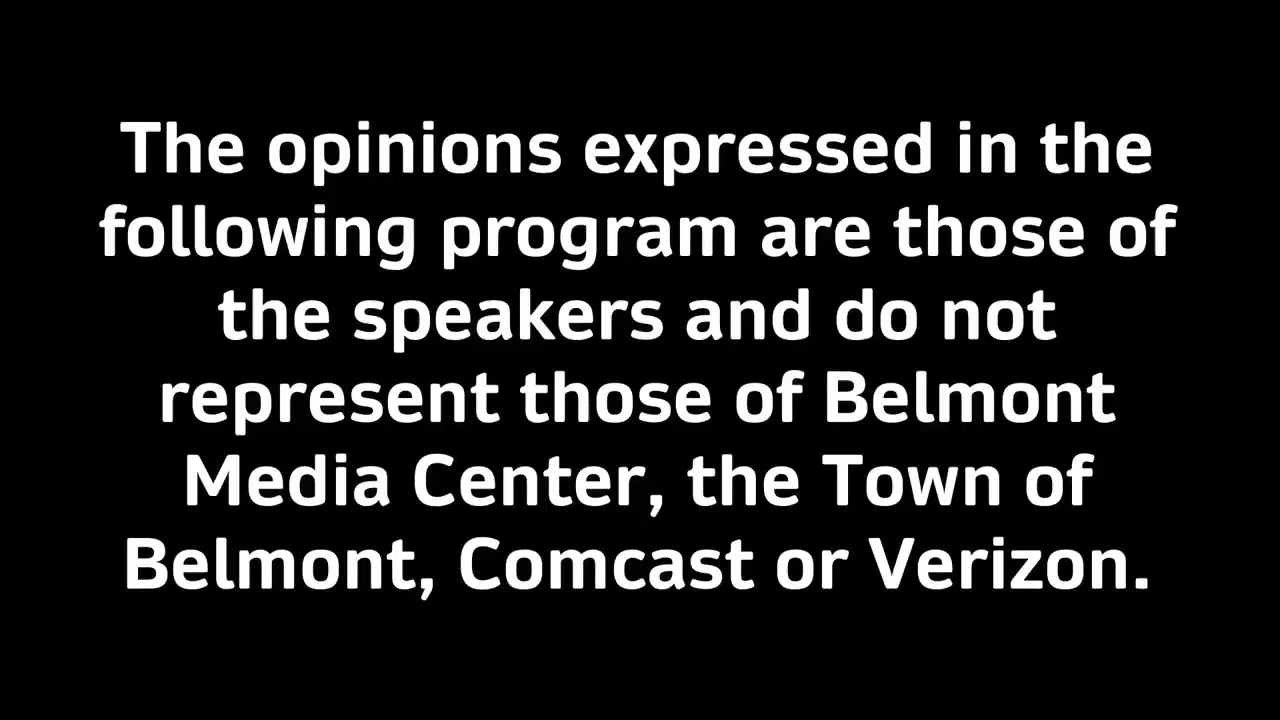 The opinions expressed in the
following program are those of
the speakers and do not
represent those of Belmont
Media Center, the Town of
Belmont, Comcast or Verizon.